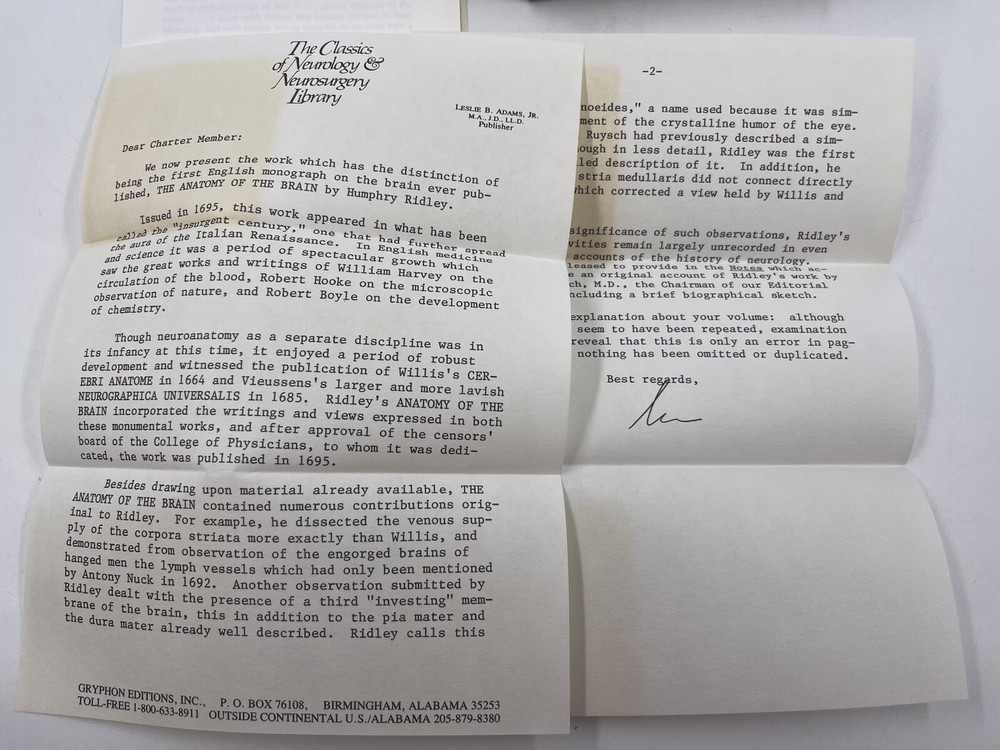 The Classics
of Neurology &
Neurosurgery
Library
LESLIE B. ADAMS, JR.
M.A., J.D., LL.D.
Publisher
Dear Charter Member:
We now present the work which has the distinction of
being the first English monograph on the brain ever pub-
lished, THE ANATOMY OF THE BRAIN by Humphry Ridley.
Issued in 1695, this work appeared in what has been
called the "insurgent century," one that had further spread
the aura of the Italian Renaissance. In English medicine
and science it was a period of spectacular growth which
saw the great works and writings of William Harvey on the
circulation of the blood, Robert Hooke on the microscopic
observation of nature, and Robert Boyle on the development
of chemistry.
Though neuroanatomy as a separate discipline was in
its infancy at this time, it enjoyed a period of robust
development and witnessed the publication of Willis's CER-
EBRI ANATOME in 1664 and Vieussens's larger and more lavish
NEUROGRAPHICA UNIVERSALIS in 1685. Ridley's ANATOMY OF THE
BRAIN incorporated the writings and views expressed in both
these monumental works, and after approval of the censors'
board of the College of Physicians, to whom it was dedi-
cated, the work was published in 1695.
Besides drawing upon material already available, THE
ANATOMY OF THE BRAIN contained numerous contributions orig-
inal to Ridley. For example, he dissected the venous sup-
ply of the corpora striata more exactly than Willis, and
demonstrated from observation of the engorged brains of
hanged men the lymph vessels which had only been mentioned
by Antony Nuck in 1692. Another observation submitted by
Ridley dealt with the presence of a third "investing" mem-
brane of the brain, this in addition to the pia mater and
the dura mater already well described. Ridley calls this
GRYPHON EDITIONS, INC., P. O. BOX 76108, BIRMINGHAM, ALABAMA 35253
TOLL-FREE 1-800-633-8911 OUTSIDE CONTINENTAL U.S./ALABAMA 205-879-8380
-2-
noeides," a name used because it was sim-
ment of the crystalline humor of the eye.
Ruysch had previously described a sim-
ough in less detail, Ridley was the first
led description of it. In addition, he
stria medullaris did not connect directly
which corrected a view held by Willis and
significance of such observations, Ridley's
vities remain largely unrecorded in even
accounts of the history of neurology.
leased to provide in the Notes which ac-
e an original account of Ridley's work by
ch, M.D., the Chairman of our Editorial
ncluding a brief biographical sketch.
explanation about your volume: although
seem to have been repeated, examination
reveal that this is only an error in pag-
nothing has been omitted or duplicated.
Best regards,